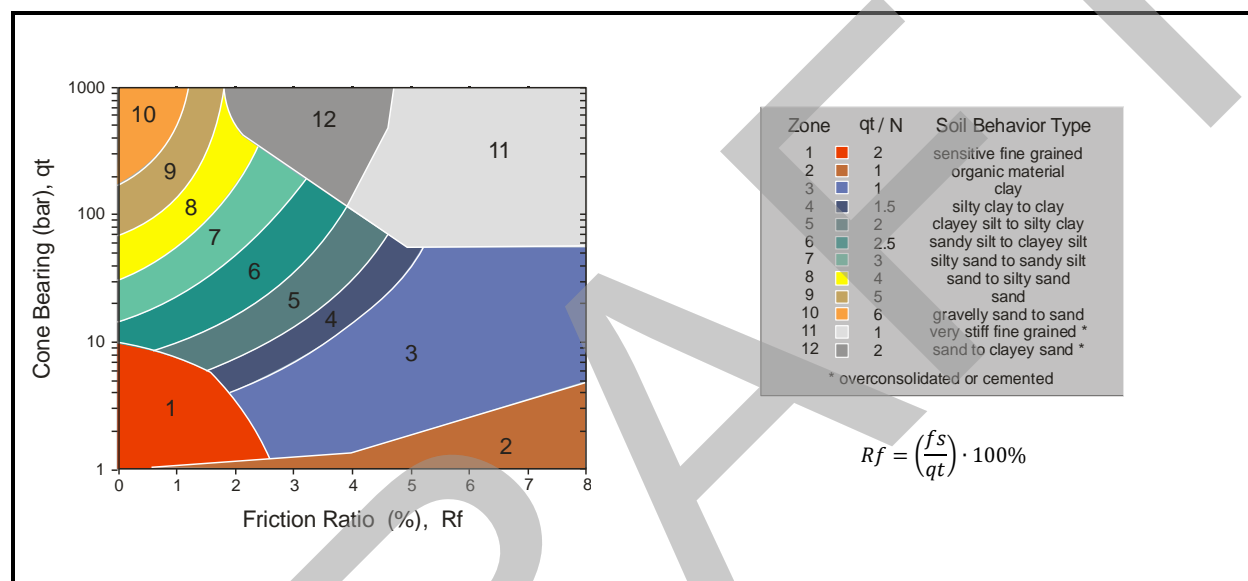 1000
100
10
1
Cone Bearing (bar), qt
10
12
11
9
8
7
6
5
4
3
1
2
0 1 2 3 4 5 6 7 8
Friction Ratio (%), Rf
Zone qt / N Soil Behavior Type
1 2 sensitive fine grained
2 1 organic material
3 1 clay
4 1.5 silty clay to clay
5 2 clayey silt to silty clay
6 2.5 sandy silt to clayey silt
7 3 silty sand to sandy silt
8 4 sand to silty sand
9 5 sand
10 6 gravelly sand to sand
11 1 very stiff fine grained *
12 2 sand to clayey sand *
* overconsolidated or cemented
Rf = (fs/qt) · 100%